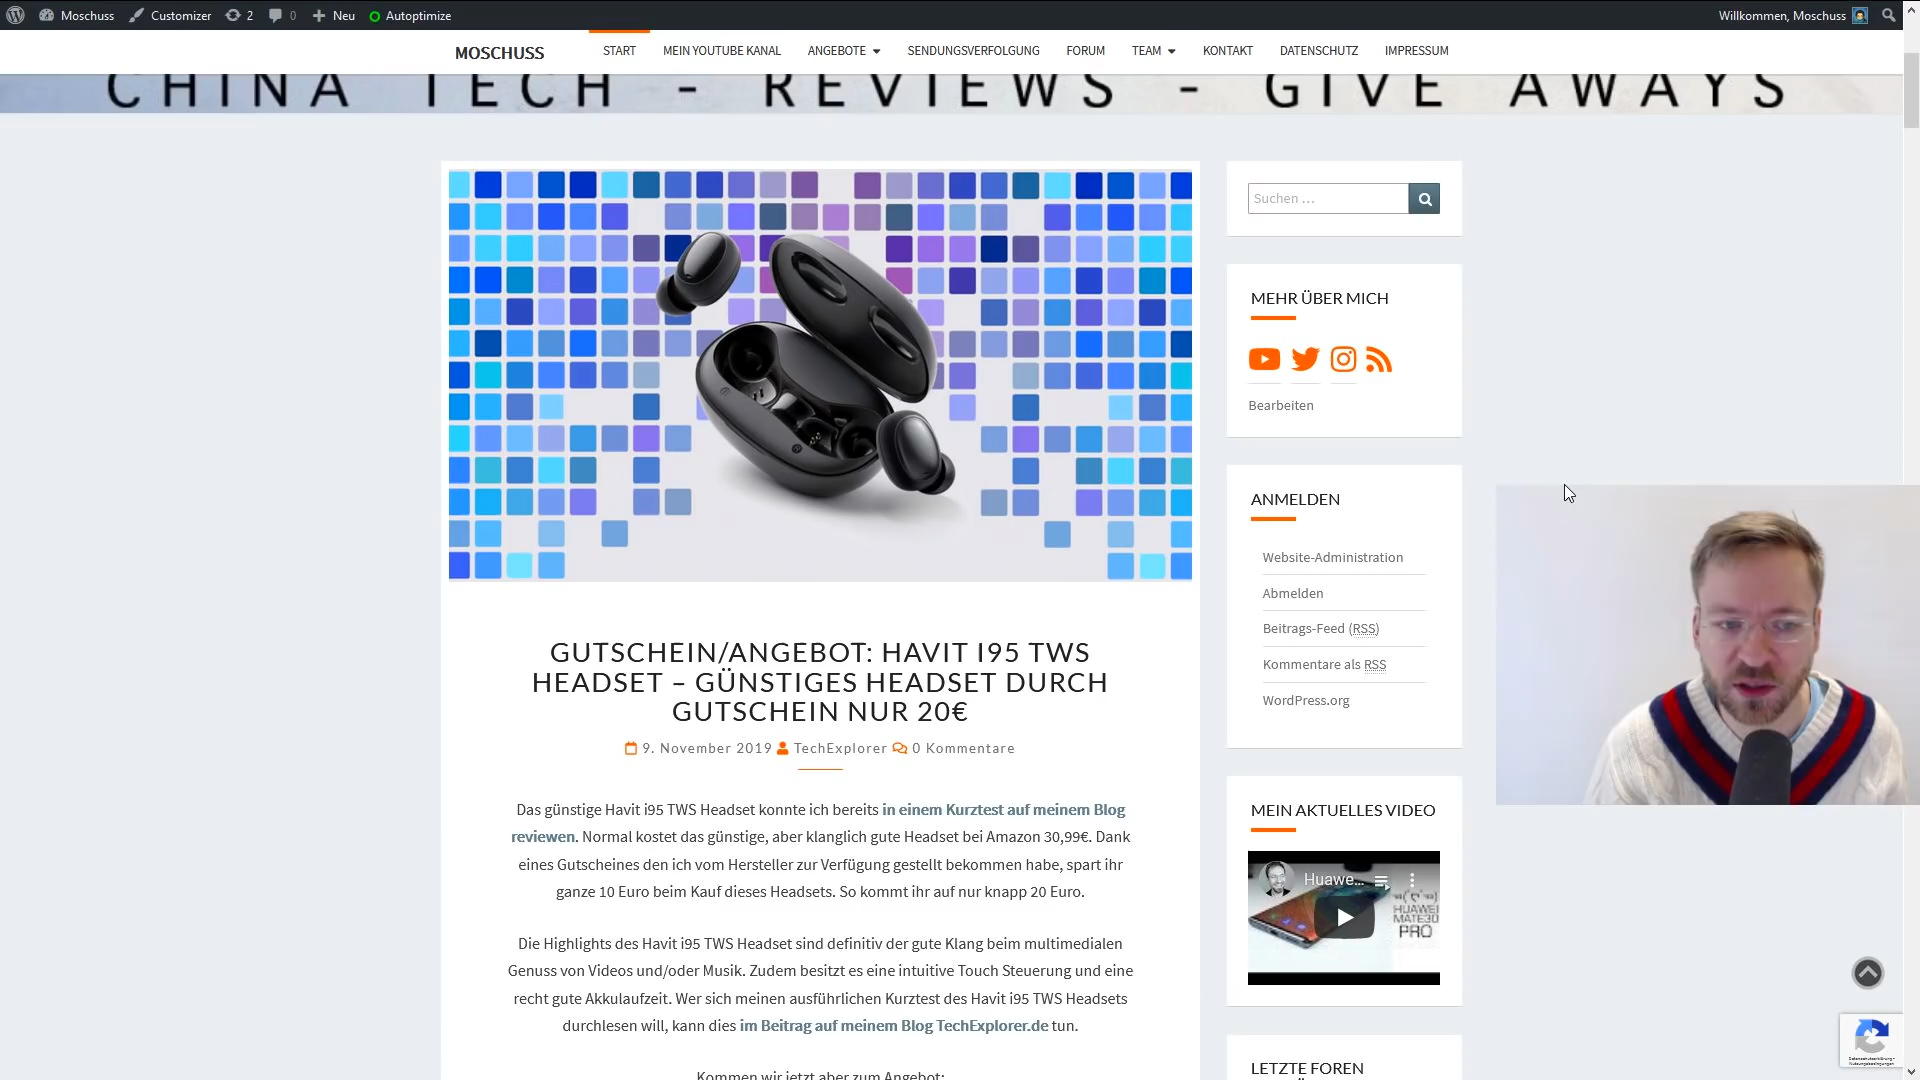 Moschuss Customizer 2 0 Neu Autoptimize Willkommen, Moschuss
MOSCHUSS START MEIN YOUTUBE KANAL ANGEBOTE SENDUNGSVERFOLGUNG FORUM TEAM KONTAKT DATENSCHUTZ IMPRESSUM
CHINA TECH - REVIEWS - GIVE AWAYS
GUTSCHEIN/ANGEBOT: HAVIT I95 TWS
HEADSET – GÜNSTIGES HEADSET DURCH
GUTSCHEIN NUR 20€
9. November 2019 TechExplorer 0 Kommentare
Das günstige Havit i95 TWS Headset konnte ich bereits in einem Kurztest auf meinem Blog
reviewen. Normal kostet das günstige, aber klanglich gute Headset bei Amazon 30,99€. Dank
eines Gutscheines den ich vom Hersteller zur Verfügung gestellt bekommen habe, spart ihr
ganze 10 Euro beim Kauf dieses Headsets. So kommt ihr auf nur knapp 20 Euro.
Die Highlights des Havit i95 TWS Headset sind definitiv der gute Klang beim multimedialen
Genuss von Videos und/oder Musik. Zudem besitzt es eine intuitive Touch Steuerung und eine
recht gute Akkulaufzeit. Wer sich meinen ausführlichen Kurztest des Havit i95 TWS Headsets
durchlesen will, kann dies im Beitrag auf meinem Blog TechExplorer.de tun.
Kommen wir jetzt aber zum Angebot:
Suchen …
MEHR ÜBER MICH
Bearbeiten
ANMELDEN
Website-Administration
Abmelden
Beitrags-Feed (RSS)
Kommentare als RSS
WordPress.org
MEIN AKTUELLES VIDEO
Huawe...
HUAWEI
MATE30
PRO
LETZTE FOREN